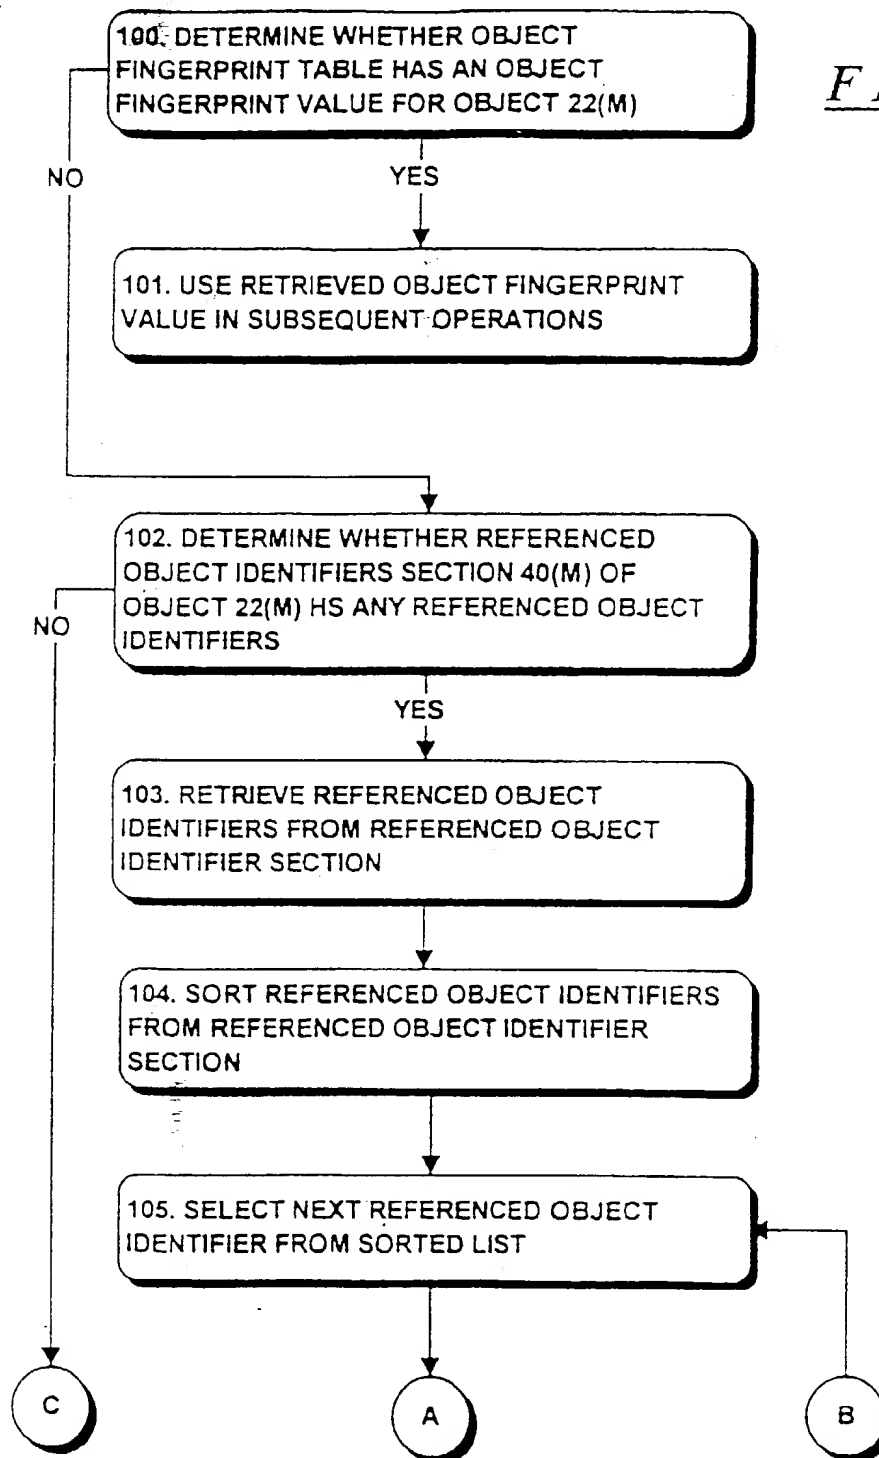 100. DETERMINE WHETHER OBJECT
FINGERPRINT TABLE HAS AN OBJECT
FINGERPRINT VALUE FOR OBJECT 22(M)
F
NO
YES
101. USE RETRIEVED OBJECT FINGERPRINT
VALUE IN SUBSEQUENT OPERATIONS
102. DETERMINE WHETHER REFERENCED
OBJECT IDENTIFIERS SECTION 40(M) OF
OBJECT 22(M) HS ANY REFERENCED OBJECT
IDENTIFIERS
NO
YES
103. RETRIEVE REFERENCED OBJECT
IDENTIFIERS FROM REFERENCED OBJECT
IDENTIFIER SECTION
104. SORT REFERENCED OBJECT IDENTIFIERS
FROM REFERENCED OBJECT IDENTIFIER
SECTION
105. SELECT NEXT REFERENCED OBJECT
IDENTIFIER FROM SORTED LIST
C
A
B